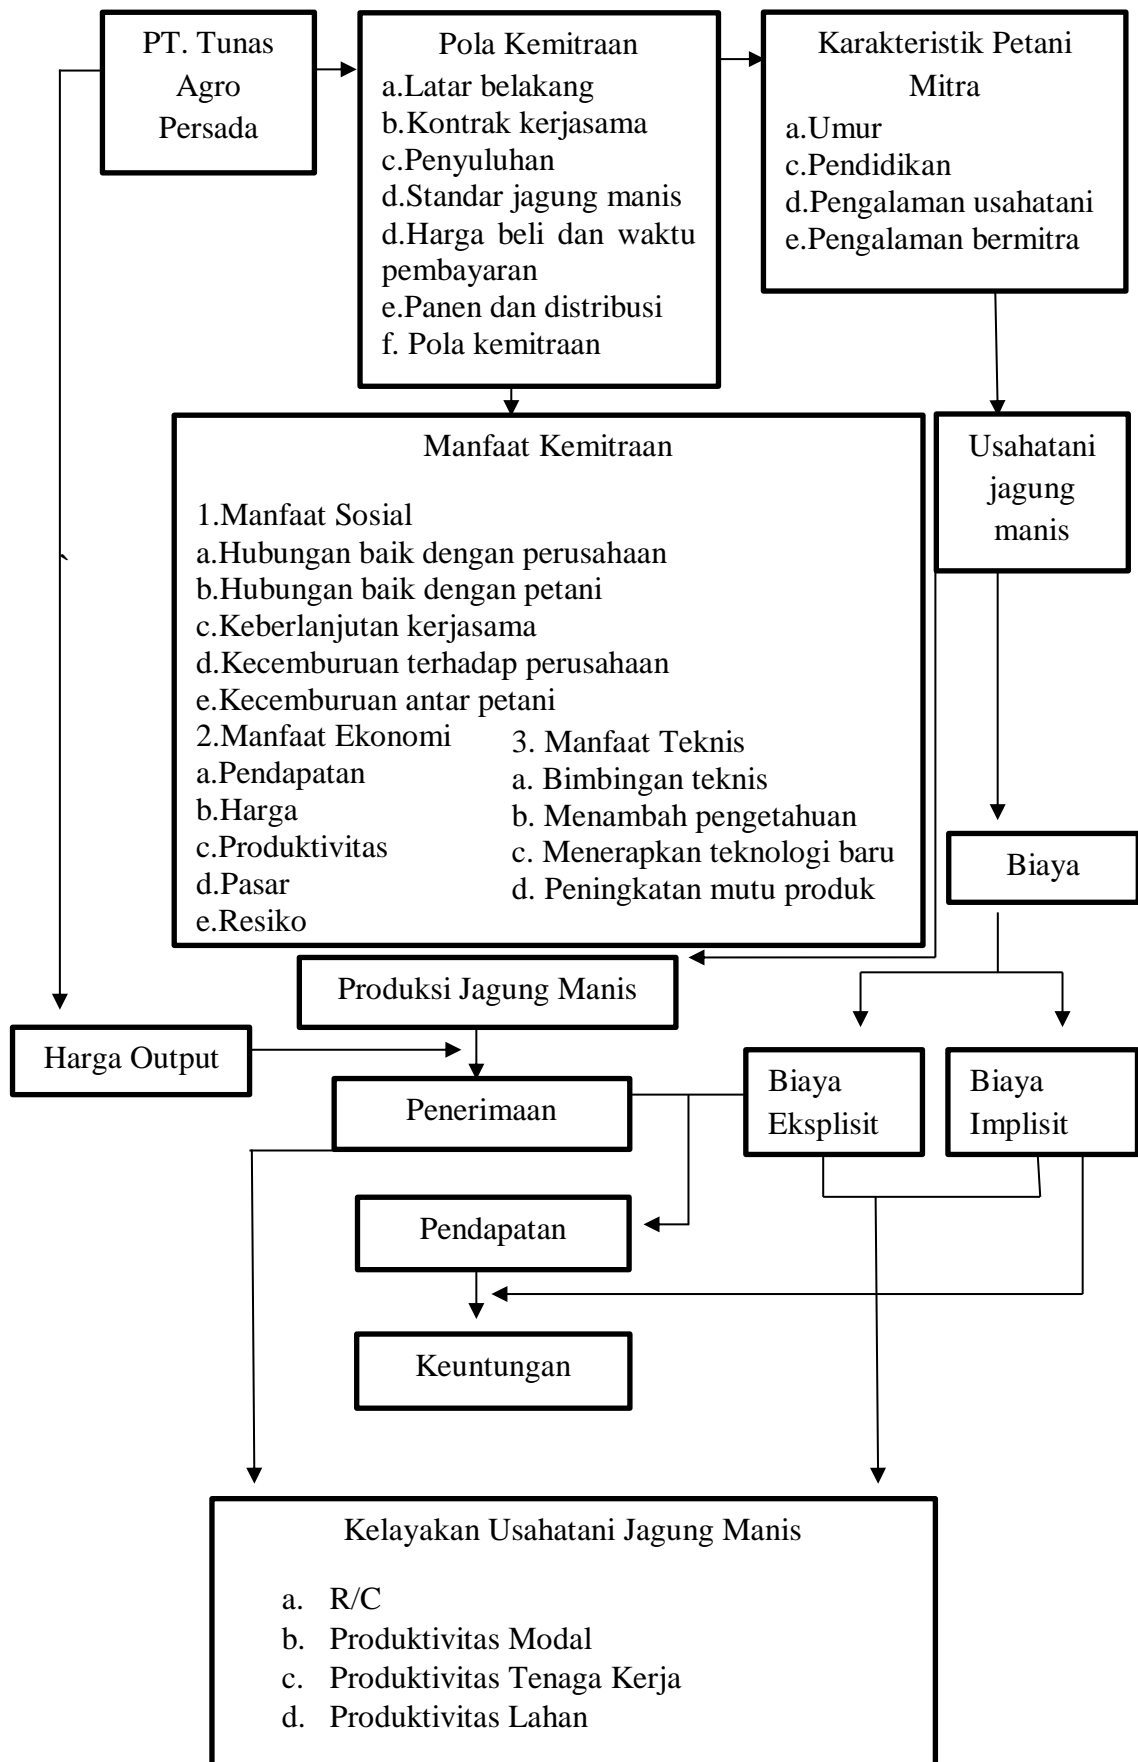 PT. Tunas
Agro
Persada
Pola Kemitraan
a.Latar belakang
b.Kontrak kerjasama
c.Penyuluhan
d.Standar jagung manis
d.Harga beli dan waktu
pembayaran
e.Panen dan distribusi
f. Pola kemitraan
Karakteristik Petani
Mitra
a.Umur
c.Pendidikan
d.Pengalaman usahatani
e.Pengalaman bermitra
Manfaat Kemitraan
1.Manfaat Sosial
a.Hubungan baik dengan perusahaan
b.Hubungan baik dengan petani
c.Keberlanjutan kerjasama
d.Kecemburuan terhadap perusahaan
e.Kecemburuan antar petani
2.Manfaat Ekonomi
a.Pendapatan
b.Harga
c.Produktivitas
d.Pasar
e.Resiko
3. Manfaat Teknis
a. Bimbingan teknis
b. Menambah pengetahuan
c. Menerapkan teknologi baru
d. Peningkatan mutu produk
Usahatani
jagung
manis
`
Biaya
Produksi Jagung Manis
Harga Output
Penerimaan
Biaya
Eksplisit
Biaya
Implisit
Pendapatan
Keuntungan
Kelayakan Usahatani Jagung Manis
a. R/C
b. Produktivitas Modal
c. Produktivitas Tenaga Kerja
d. Produktivitas Lahan